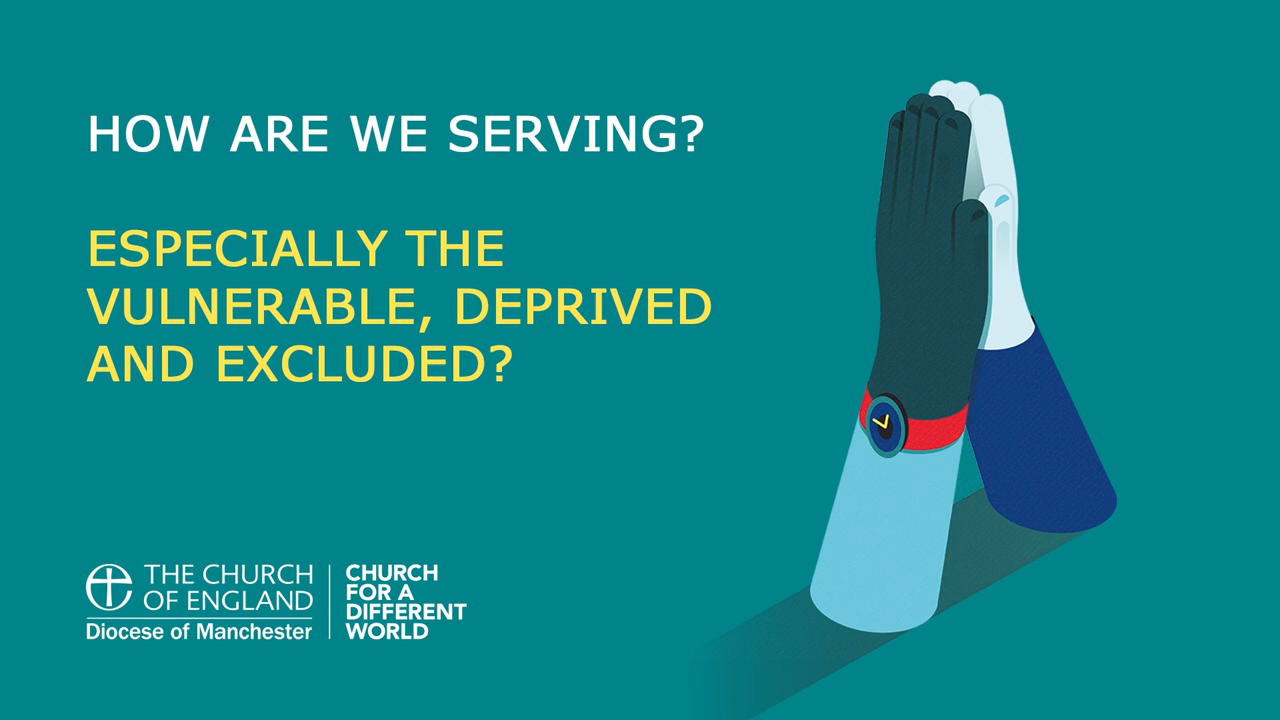 HOW ARE WE SERVING?
ESPECIALLY THE
VULNERABLE, DEPRIVED
AND EXCLUDED?
THE CHURCH
OF ENGLAND
Diocese of Manchester
CHURCH
FOR A
DIFFERENT
WORLD